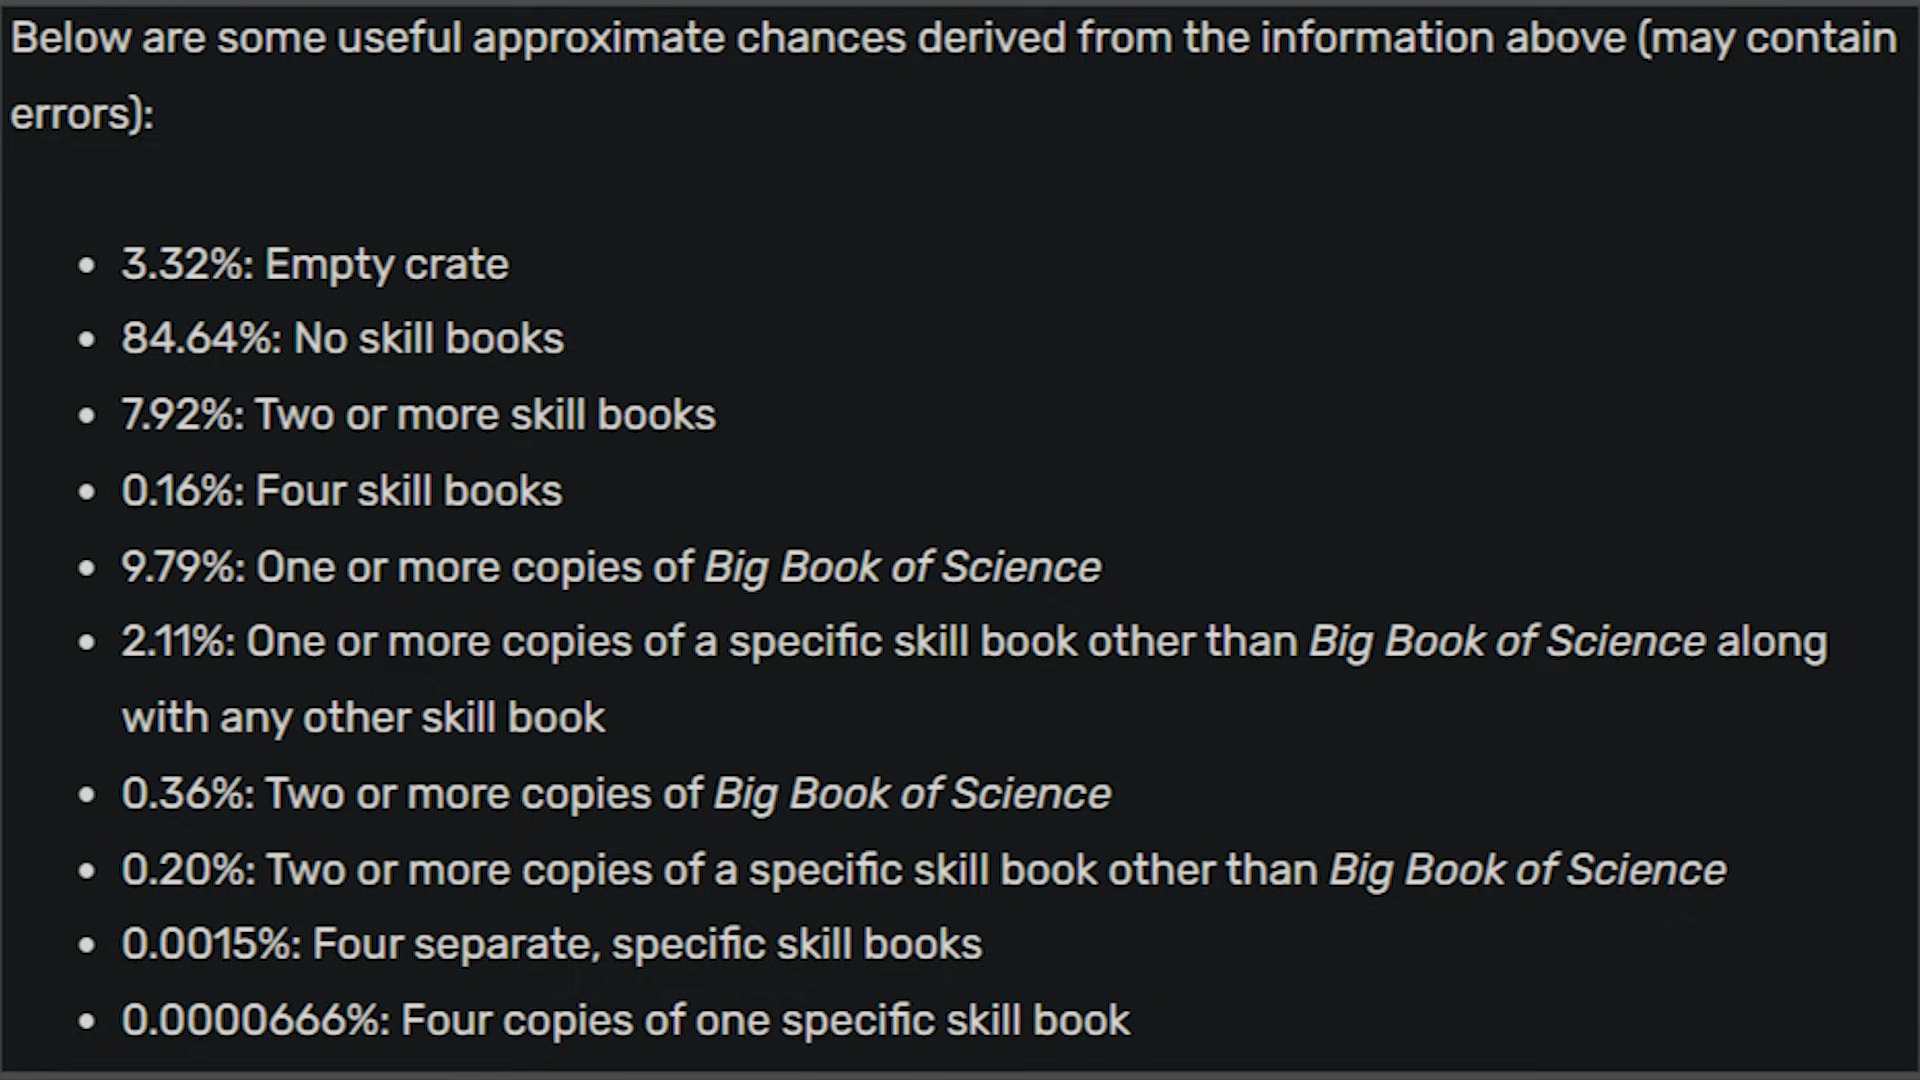 Below are some useful approximate chances derived from the information above (may contain
errors):
• 3.32%: Empty crate
• 84.64%: No skill books
• 7.92%: Two or more skill books
• 0.16%: Four skill books
• 9.79%: One or more copies of Big Book of Science
• 2.11%: One or more copies of a specific skill book other than Big Book of Science along
with any other skill book
• 0.36%: Two or more copies of Big Book of Science
• 0.20%: Two or more copies of a specific skill book other than Big Book of Science
• 0.0015%: Four separate, specific skill books
• 0.0000666%: Four copies of one specific skill book